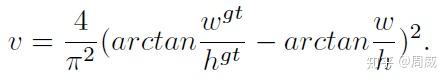 v = \frac{4}{\pi^2}(arctan\frac{w^{gt}}{h^{gt}} - arctan\frac{w}{h})^2.
知乎 @周威